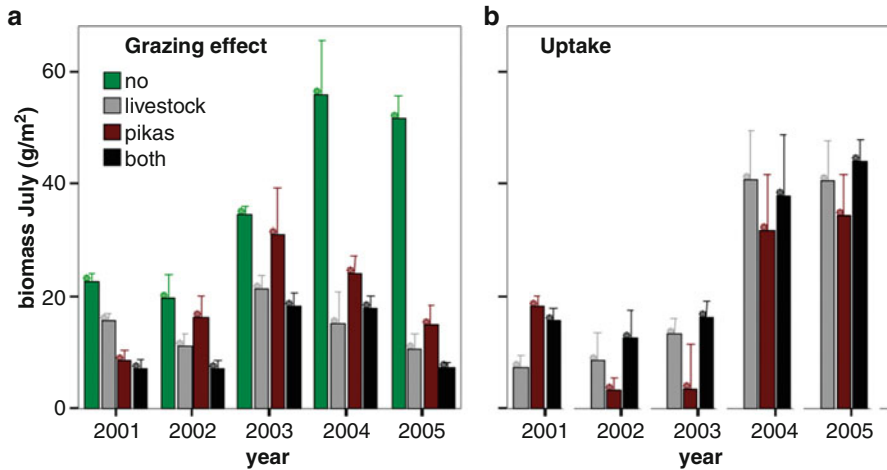 a
Grazing effect
no
livestock
pikas
both
biomass July (g/m²)
60
40
20
0
2001 2002 2003 2004 2005
year
b
Uptake
2001 2002 2003 2004 2005
year